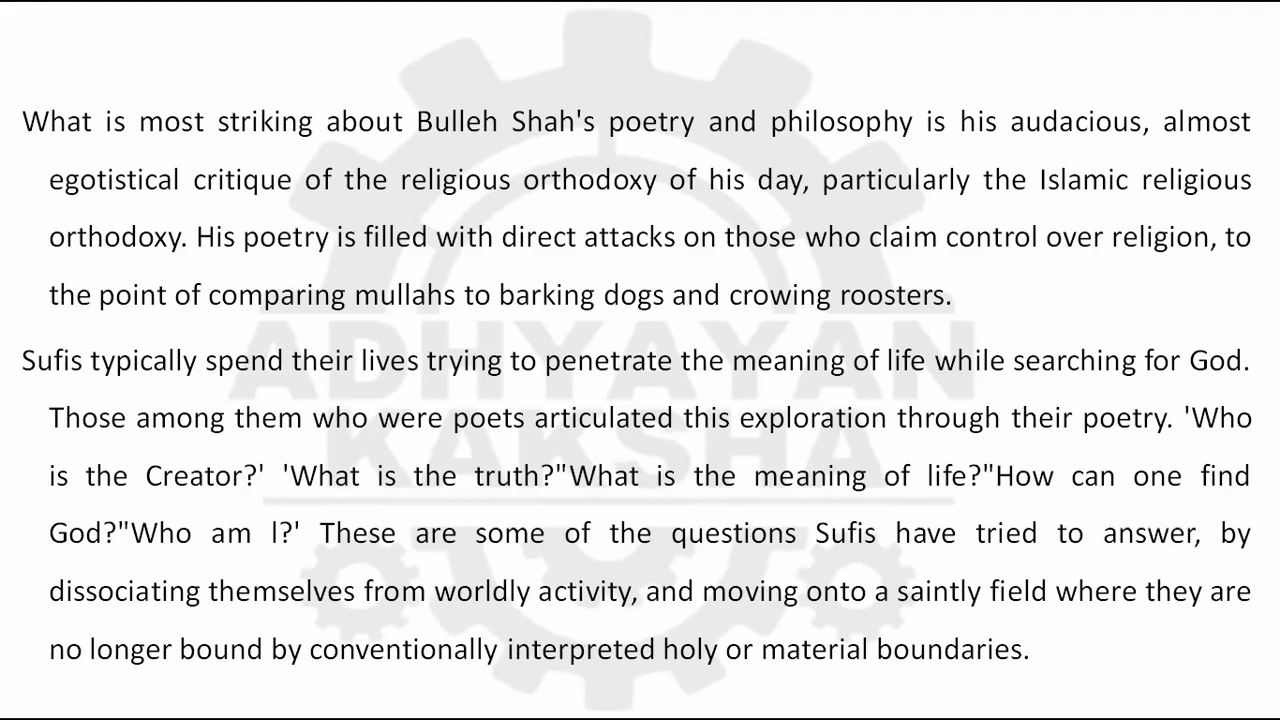 What is most striking about Bulleh Shah's poetry and philosophy is his audacious, almost
egotistical critique of the religious orthodoxy of his day, particularly the Islamic religious
orthodoxy. His poetry is filled with direct attacks on those who claim control over religion, to
the point of comparing mullahs to barking dogs and crowing roosters.
ADHYAYAN
Sufis typically spend their lives trying to penetrate the meaning of life while searching for God.
Those among them who were poets articulated this exploration through their poetry. 'Who
KAKSHA
is the Creator?' 'What is the truth?"What is the meaning of life?"How can one find
God?"Who am l?' These are some of the questions Sufis have tried to answer, by
dissociating themselves from worldly activity, and moving onto a saintly field where they are
no longer bound by conventionally interpreted holy or material boundaries.